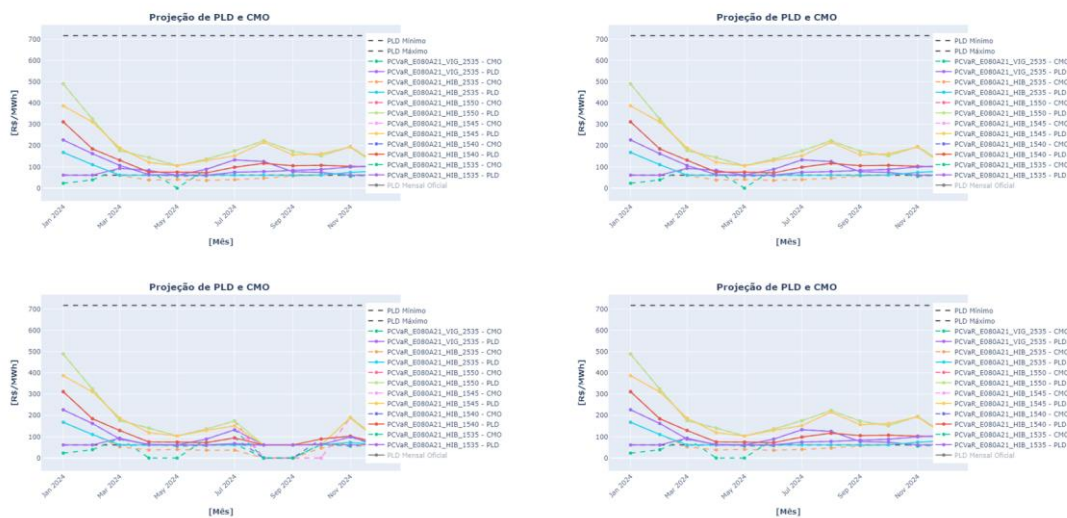 Projeção de PLD e CMO
[R$/MWh]
700
600
500
400
300
200
100
0
Jan 2024
Mar 2024
May 2024
Jul 2024
Sep 2024
Nov 2024
[Mês]
PLD Mínimo
PLD Máximo
PCVaR_E080A21_VIG_2535 - CMO
PCVaR_E080A21_VIG_2535 - PLD
PCVaR_E080A21_HIB_2535 - CMO
PCVaR_E080A21_HIB_2535 - PLD
PCVaR_E080A21_HIB_1550 - CMO
PCVaR_E080A21_HIB_1550 - PLD
PCVaR_E080A21_HIB_1545 - CMO
PCVaR_E080A21_HIB_1545 - PLD
PCVaR_E080A21_HIB_1540 - CMO
PCVaR_E080A21_HIB_1540 - PLD
PCVaR_E080A21_HIB_1535 - CMO
PCVaR_E080A21_HIB_1535 - PLD
PLD Mensal Oficial
Projeção de PLD e CMO
[R$/MWh]
700
600
500
400
300
200
100
0
Jan 2024
Mar 2024
May 2024
Jul 2024
Sep 2024
Nov 2024
[Mês]
PLD Mínimo
PLD Máximo
PCVaR_E080A21_VIG_2535 - CMO
PCVaR_E080A21_VIG_2535 - PLD
PCVaR_E080A21_HIB_2535 - CMO
PCVaR_E080A21_HIB_2535 - PLD
PCVaR_E080A21_HIB_1550 - CMO
PCVaR_E080A21_HIB_1550 - PLD
PCVaR_E080A21_HIB_1545 - CMO
PCVaR_E080A21_HIB_1545 - PLD
PCVaR_E080A21_HIB_1540 - CMO
PCVaR_E080A21_HIB_1540 - PLD
PCVaR_E080A21_HIB_1535 - CMO
PCVaR_E080A21_HIB_1535 - PLD
PLD Mensal Oficial
Projeção de PLD e CMO
[R$/MWh]
700
600
500
400
300
200
100
0
Jan 2024
Mar 2024
May 2024
Jul 2024
Sep 2024
Nov 2024
[Mês]
PLD Mínimo
PLD Máximo
PCVaR_E080A21_VIG_2535 - CMO
PCVaR_E080A21_VIG_2535 - PLD
PCVaR_E080A21_HIB_2535 - CMO
PCVaR_E080A21_HIB_2535 - PLD
PCVaR_E080A21_HIB_1550 - CMO
PCVaR_E080A21_HIB_1550 - PLD
PCVaR_E080A21_HIB_1545 - CMO
PCVaR_E080A21_HIB_1545 - PLD
PCVaR_E080A21_HIB_1540 - CMO
PCVaR_E080A21_HIB_1540 - PLD
PCVaR_E080A21_HIB_1535 - CMO
PCVaR_E080A21_HIB_1535 - PLD
PLD Mensal Oficial
Projeção de PLD e CMO
[R$/MWh]
700
600
500
400
300
200
100
0
Jan 2024
Mar 2024
May 2024
Jul 2024
Sep 2024
Nov 2024
[Mês]
PLD Mínimo
PLD Máximo
PCVaR_E080A21_VIG_2535 - CMO
PCVaR_E080A21_VIG_2535 - PLD
PCVaR_E080A21_HIB_2535 - CMO
PCVaR_E080A21_HIB_2535 - PLD
PCVaR_E080A21_HIB_1550 - CMO
PCVaR_E080A21_HIB_1550 - PLD
PCVaR_E080A21_HIB_1545 - CMO
PCVaR_E080A21_HIB_1545 - PLD
PCVaR_E080A21_HIB_1540 - CMO
PCVaR_E080A21_HIB_1540 - PLD
PCVaR_E080A21_HIB_1535 - CMO
PCVaR_E080A21_HIB_1535 - PLD
PLD Mensal Oficial